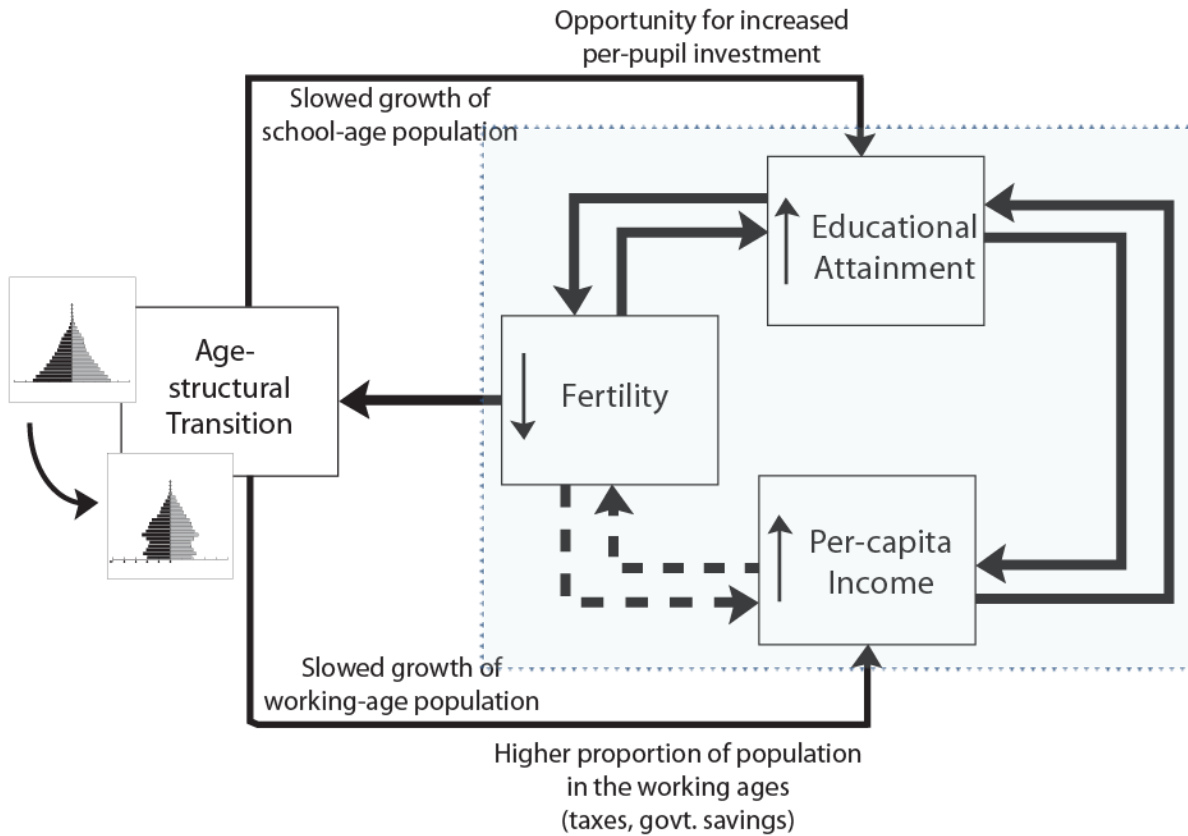 Opportunity for increased
per-pupil investment
Slowed growth of
school-age population
Educational
Attainment
Age-
structural
Transition
Fertility
Per-capita
Income
Slowed growth of
working-age population
Higher proportion of population
in the working ages
(taxes, govt. savings)